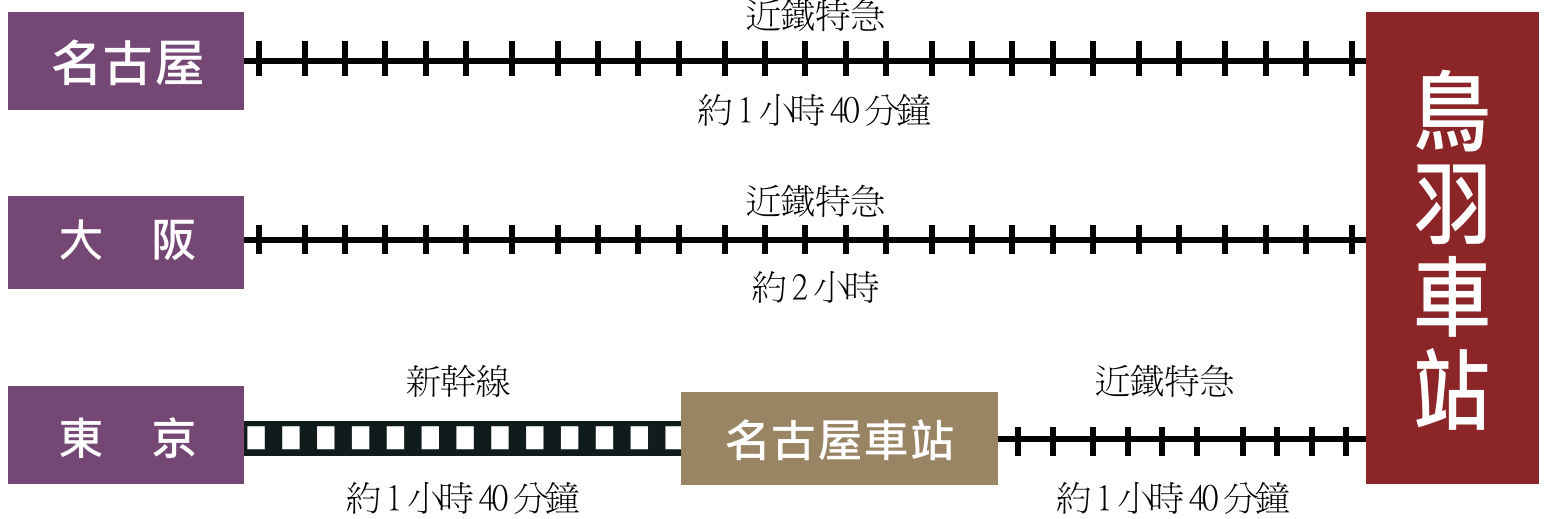 近鐵特急
名古屋
約1小時40分鐘
近鐵特急
大阪
約2小時
新幹線
近鐵特急
東京
名古屋車站
約1小時40分鐘
約1小時40分鐘
鳥羽車站